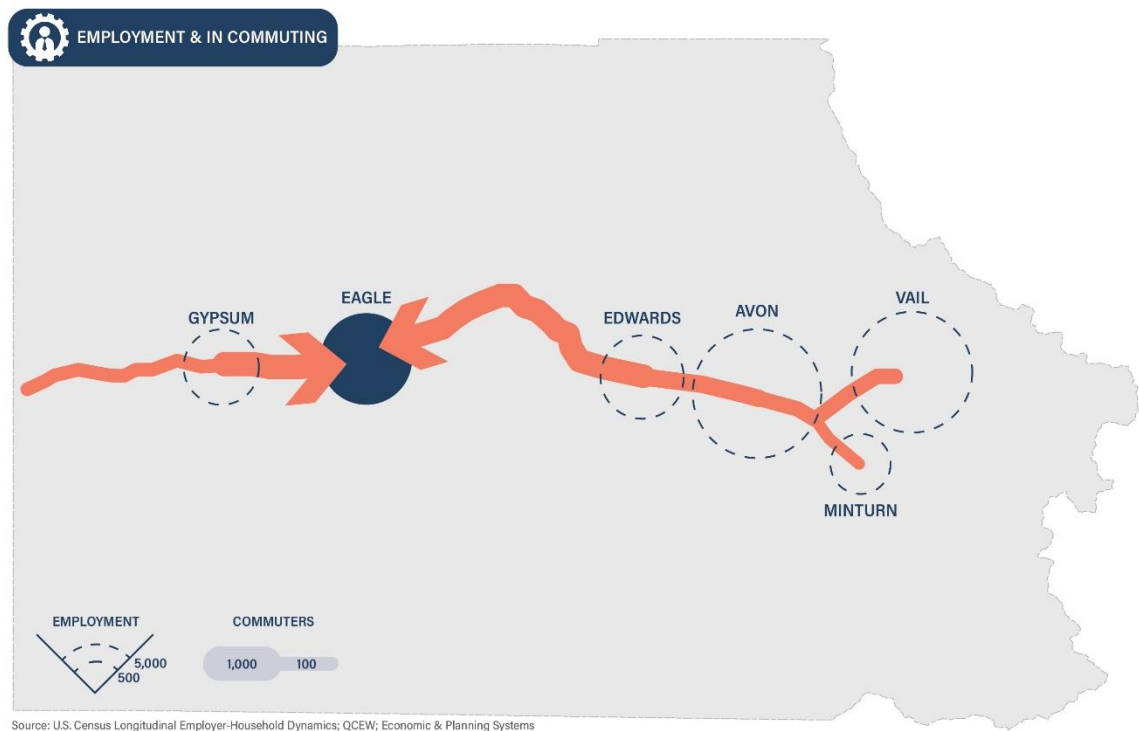 EMPLOYMENT & IN COMMUTING
EAGLE
GYPSUM
EDWARDS
AVON
VAIL
MINTURN
EMPLOYMENT
5,000
500
COMMUTERS
1,000
100
Source: U.S. Census Longitudinal Employer-Household Dynamics; QCEW; Economic & Planning Systems